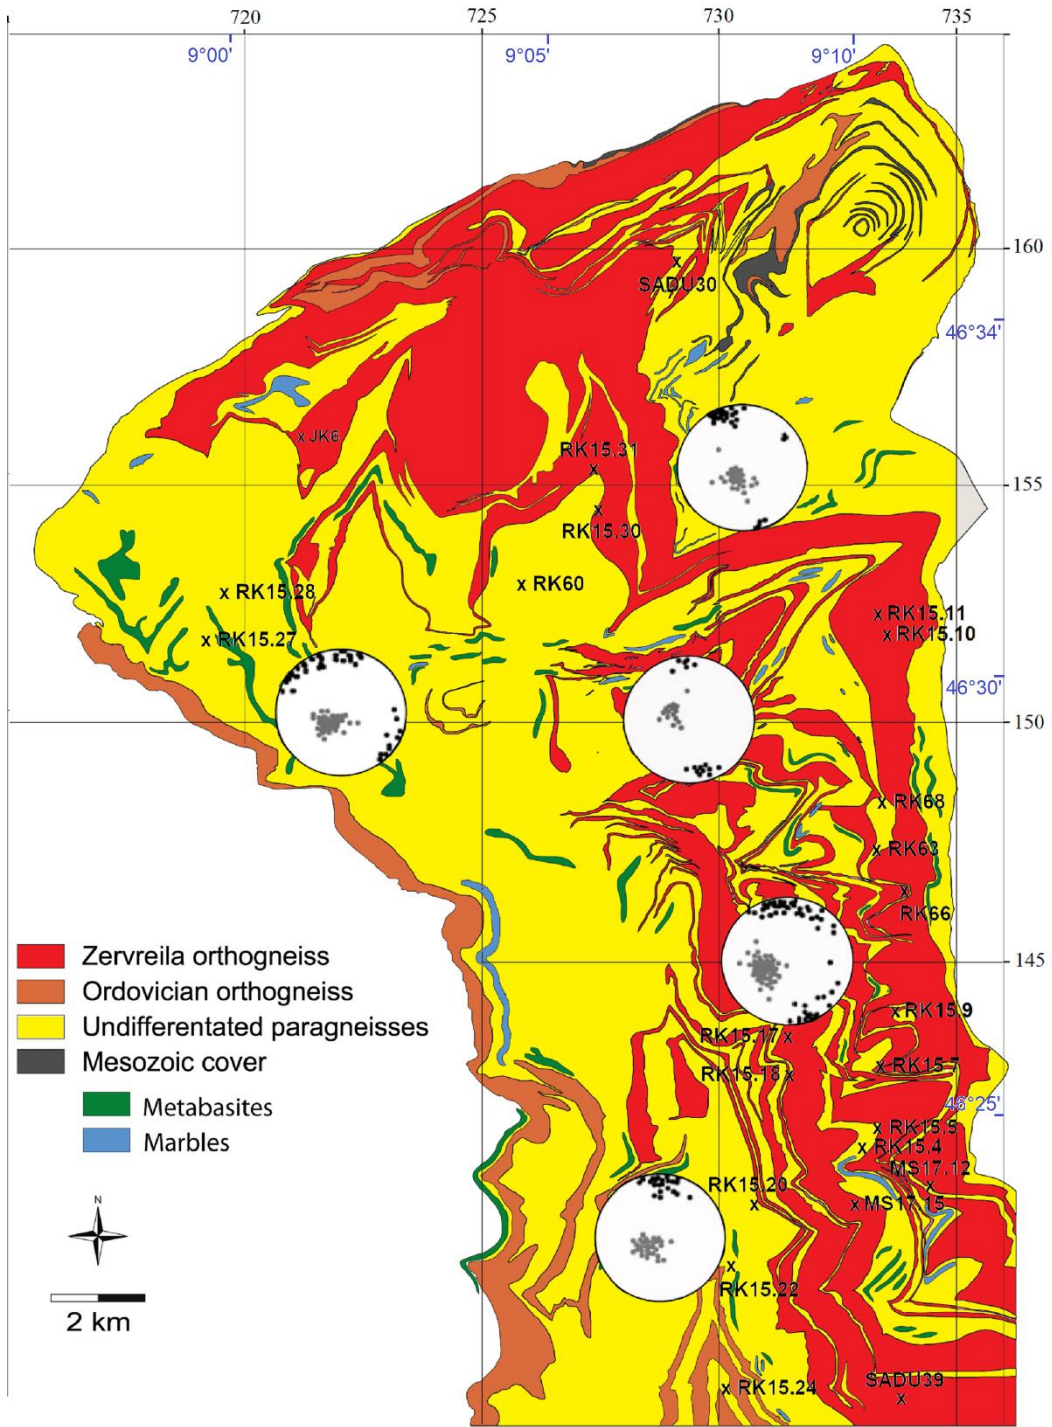 720 725 730 735
9°00' 9°05' 9°10'
160
SADU30
46°34'
JK6
RK15.31
155
RK15.30
RK60
RK15.28
RK15.11
RK15.27
RK15.10
46°30'
150
RK68
RK63
RK66
Zervreila orthogneiss
145
Ordovician orthogneiss
RK15.9
Undifferentated paragneisses
RK15.17
Mesozoic cover
RK15.7
RK15.18
Metabasites
46°25'
RK15.5
Marbles
RK15.4
MS17.12
RK15.20
MS17.15
N
RK15.22
2 km
SADU39
RK15.24